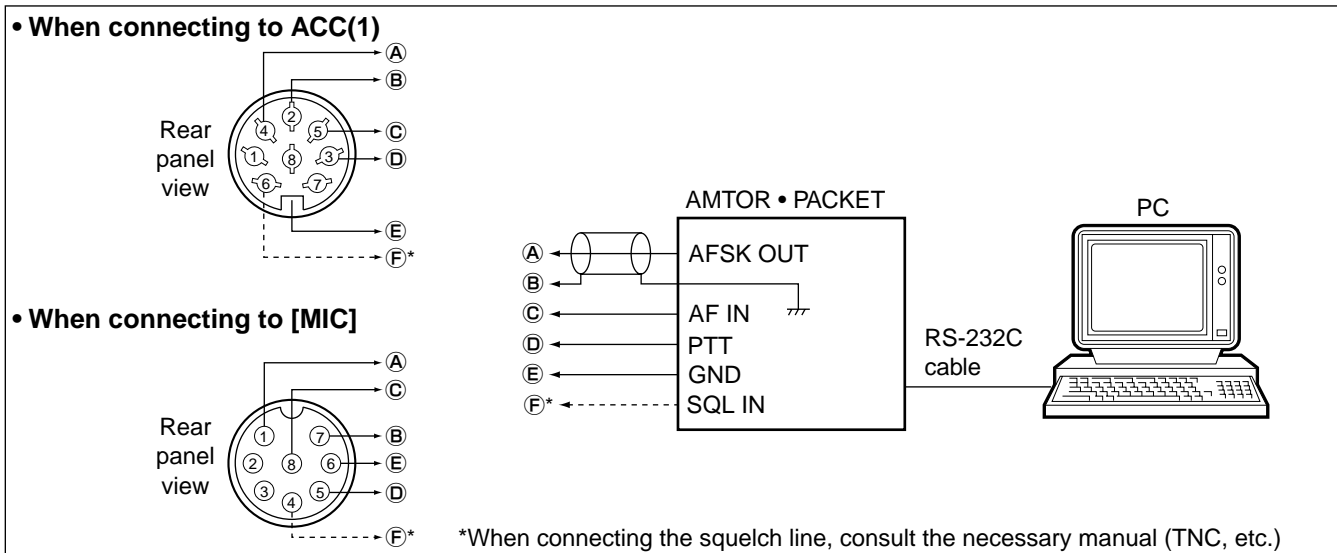 • When connecting to ACC(1)
Ⓐ
Ⓑ
Ⓒ
Ⓓ
Ⓔ
Ⓕ*
Rear
panel
view
② 
④ ⑤
① ⑧ ③
⑥ ⑦
• When connecting to [MIC]
Ⓐ
Ⓒ
Ⓑ
Ⓔ
Ⓓ
Ⓕ*
Rear
panel
view
① ⑦
② ⑧ ⑥
③ ④ ⑤
AMTOR • PACKET
Ⓐ AFSK OUT
Ⓑ
Ⓒ AF IN
Ⓓ PTT
Ⓔ GND
Ⓕ* SQL IN
RS-232C
cable
PC
*When connecting the squelch line, consult the necessary manual (TNC, etc.)